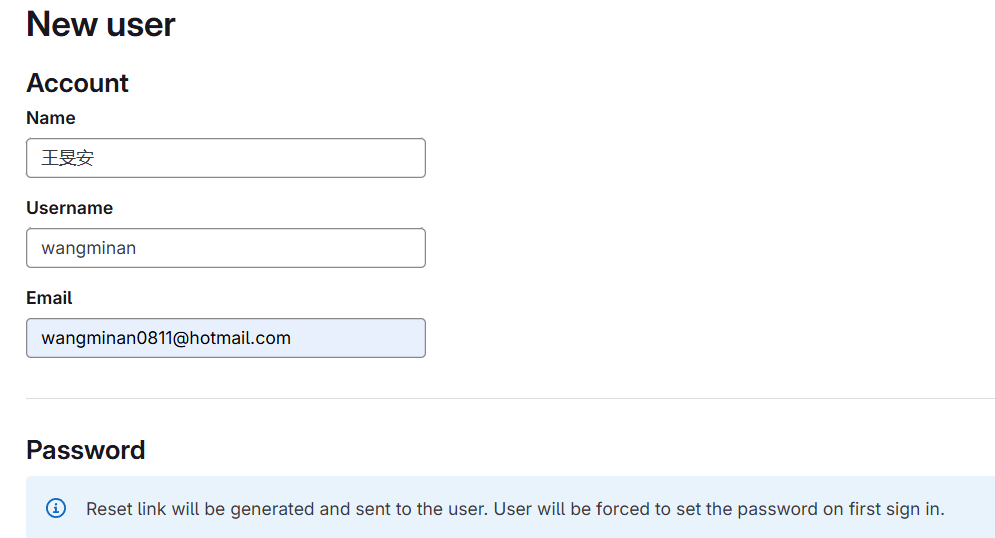 New user
Account
Name
王旻安
Username
wangminan
Email
wangminan0811@hotmail.com
Password
Reset link will be generated and sent to the user. User will be forced to set the password on first sign in.